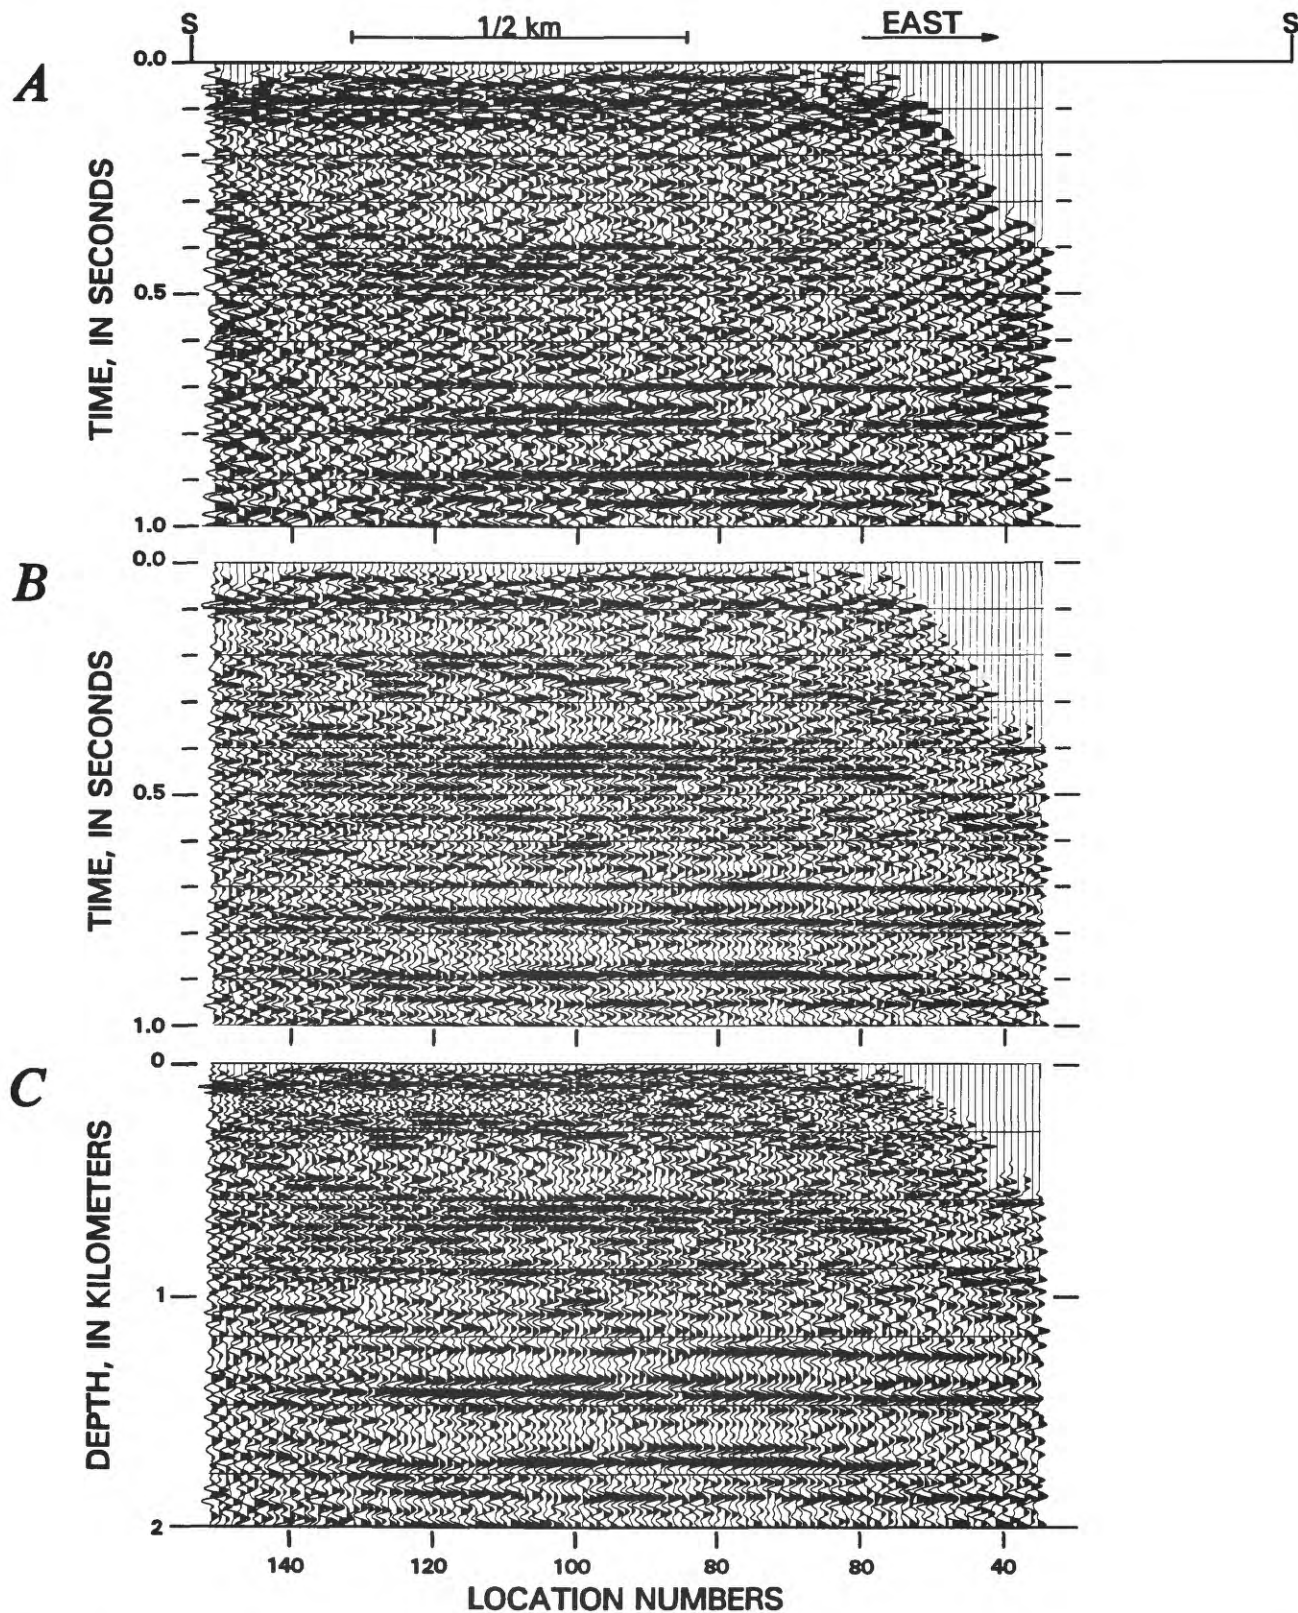 S 1/2 km EAST S
A
0.0
0.5
1.0
TIME, IN SECONDS
B
0.0
0.5
1.0
TIME, IN SECONDS
C
0
1
2
DEPTH, IN KILOMETERS
140 120 100 80 80 40
LOCATION NUMBERS